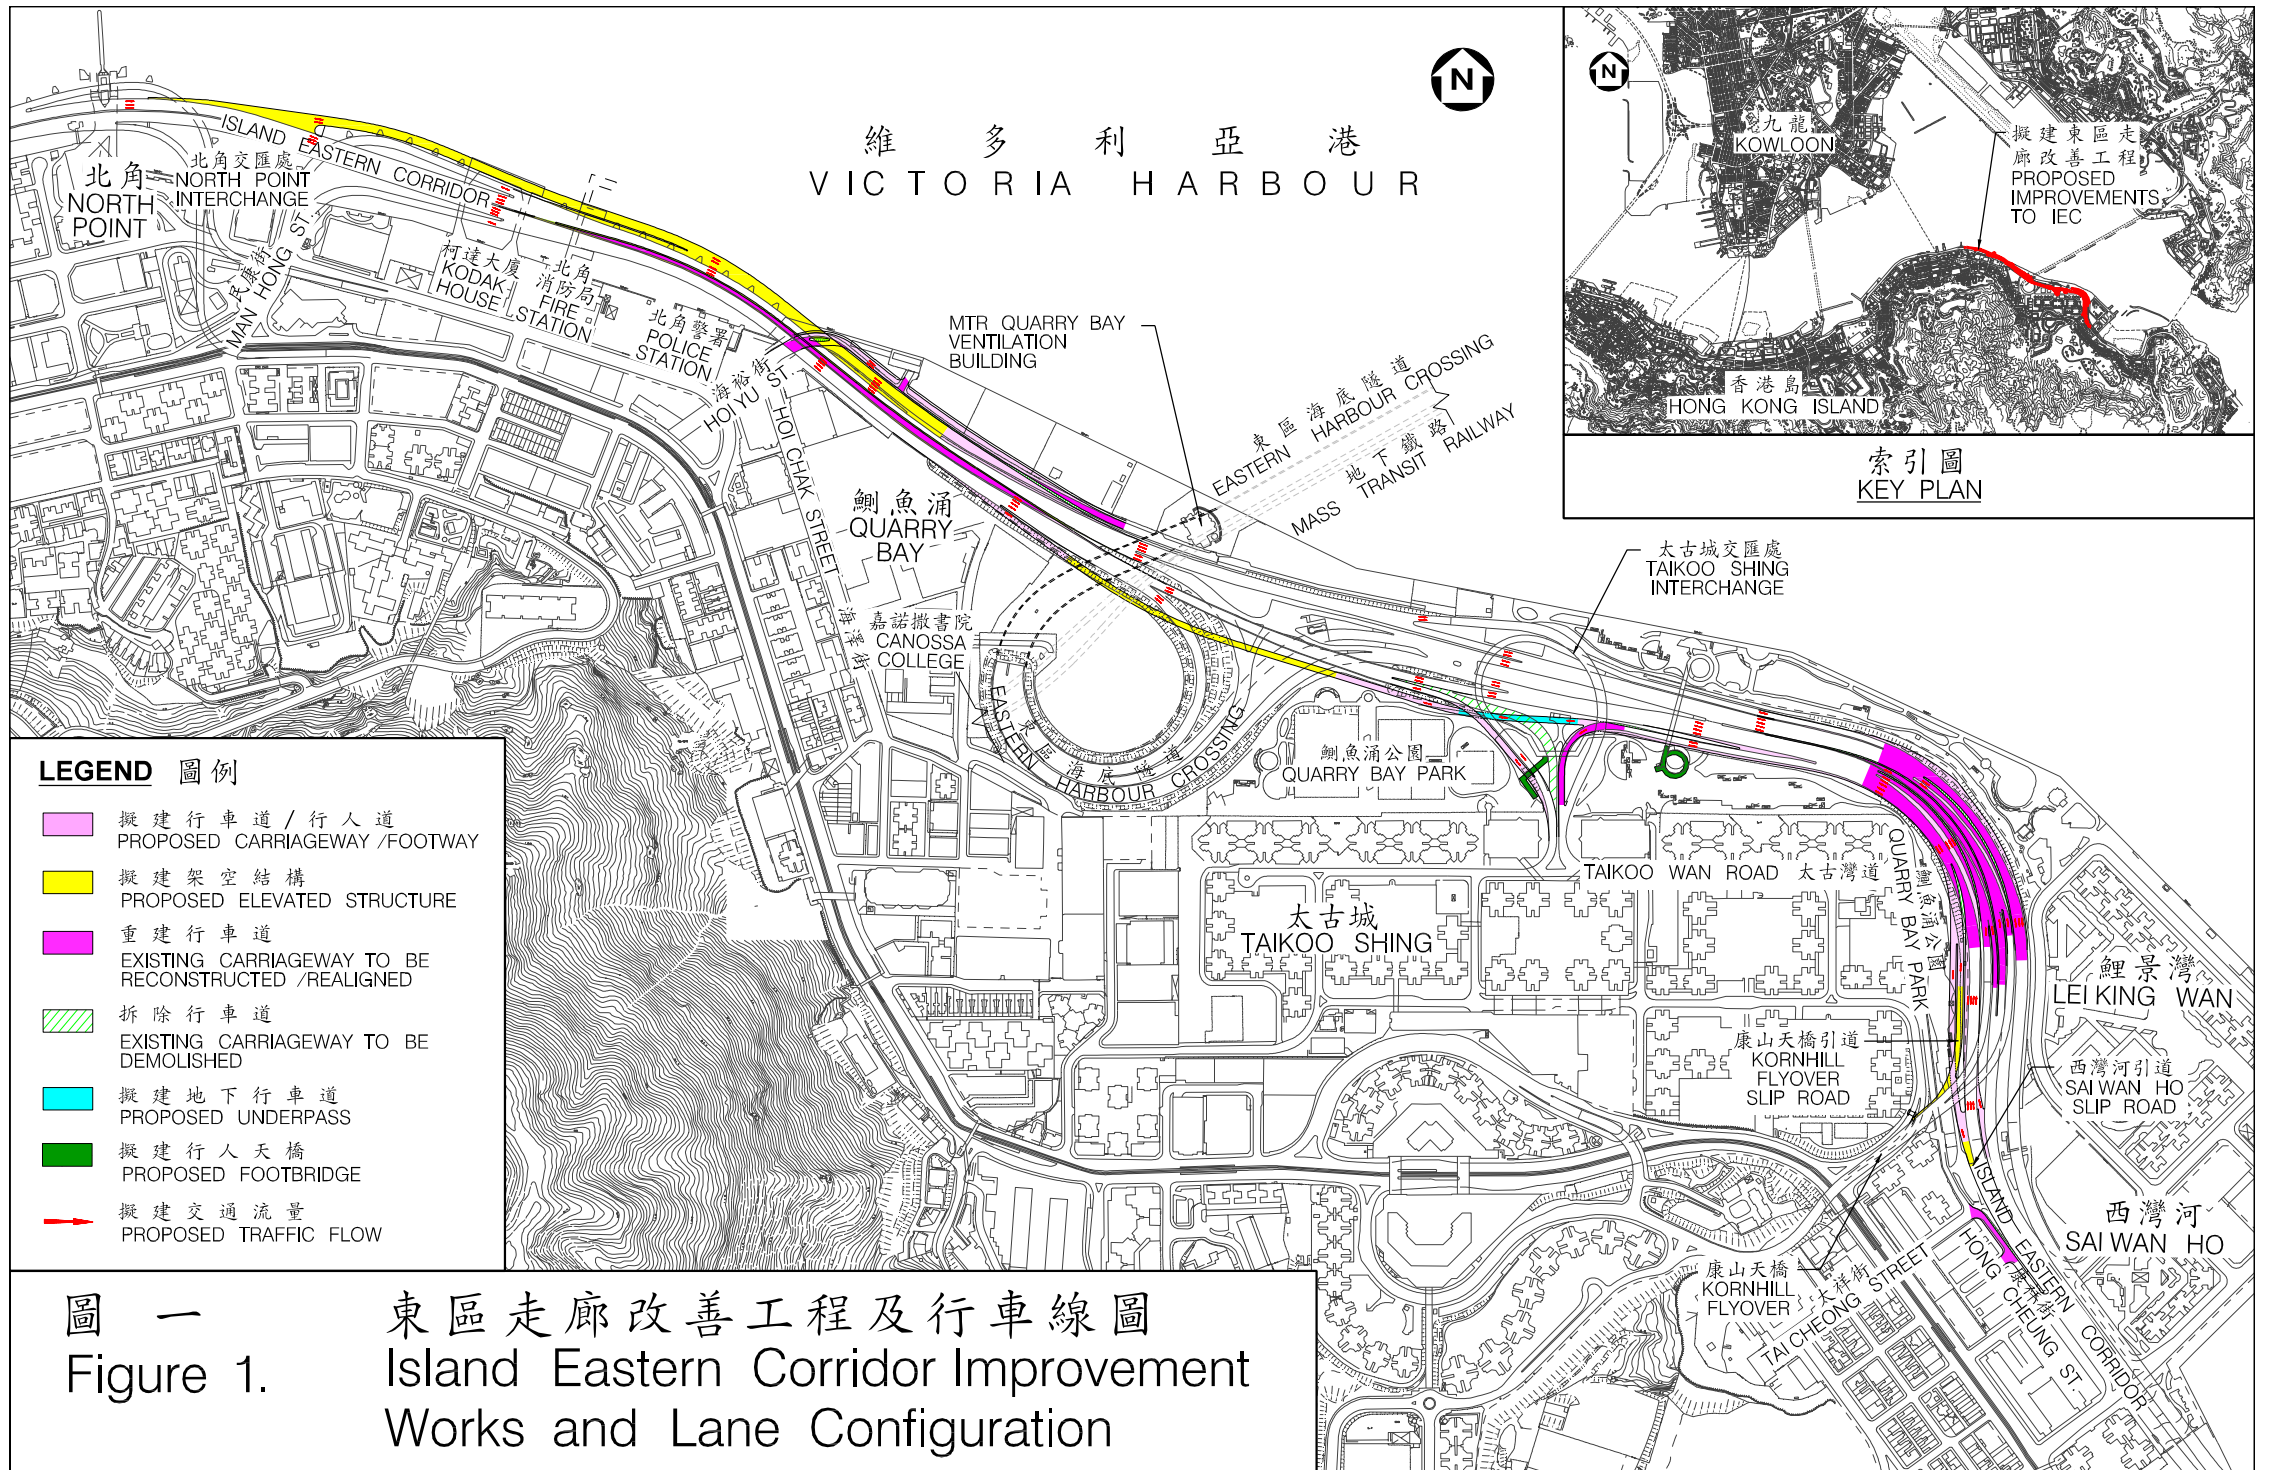 維多利亞港
VICTORIA HARBOUR
N
N
九龍
KOWLOON
擬建東區走
廊改善工程
PROPOSED
IMPROVEMENTS
TO IEC
香港島
HONG KONG ISLAND
索引圖
KEY PLAN
ISLAND EASTERN CORRIDOR
北角
NORTH
POINT
北角交匯處
NORTH POINT
INTERCHANGE
民康街
MAN HONG ST.
柯達大廈
KODAK
HOUSE
北角
消防局
FIRE
STATION
北角警署
POLICE
STATION
海裕街
HOI YU ST.
HOI CHAK STREET
海澤街
MTR QUARRY BAY
VENTILATION
BUILDING
東區海底隧道
EASTERN HARBOUR CROSSING
地下鐵路
MASS TRANSIT RAILWAY
鰂魚涌
QUARRY
BAY
嘉諾撒書院
CANOSSA
COLLEGE
東區海底隧道
EASTERN HARBOUR CROSSING
太古城交匯處
TAIKOO SHING
INTERCHANGE
鰂魚涌公園
QUARRY BAY PARK
TAIKOO WAN ROAD 太古灣道
鰂魚涌公園
QUARRY BAY PARK
太古城
TAIKOO SHING
鯉景灣
LEI KING WAN
康山天橋引道
KORNHILL
FLYOVER
SLIP ROAD
西灣河引道
SAI WAN HO
SLIP ROAD
西灣河
SAI WAN HO
ISLAND EASTERN CORRIDOR
康祥街
HONG CHEUNG ST.
太祥街
TAI CHEONG STREET
康山天橋
KORNHILL
FLYOVER
LEGEND 圖例
擬建行車道/行人道
PROPOSED CARRIAGEWAY /FOOTWAY
擬建架空結構
PROPOSED ELEVATED STRUCTURE
重建行車道
EXISTING CARRIAGEWAY TO BE
RECONSTRUCTED /REALIGNED
拆除行車道
EXISTING CARRIAGEWAY TO BE
DEMOLISHED
擬建地下行車道
PROPOSED UNDERPASS
擬建行人天橋
PROPOSED FOOTBRIDGE
擬建交通流量
PROPOSED TRAFFIC FLOW
圖一
Figure 1.
東區走廊改善工程及行車線圖
Island Eastern Corridor Improvement
Works and Lane Configuration